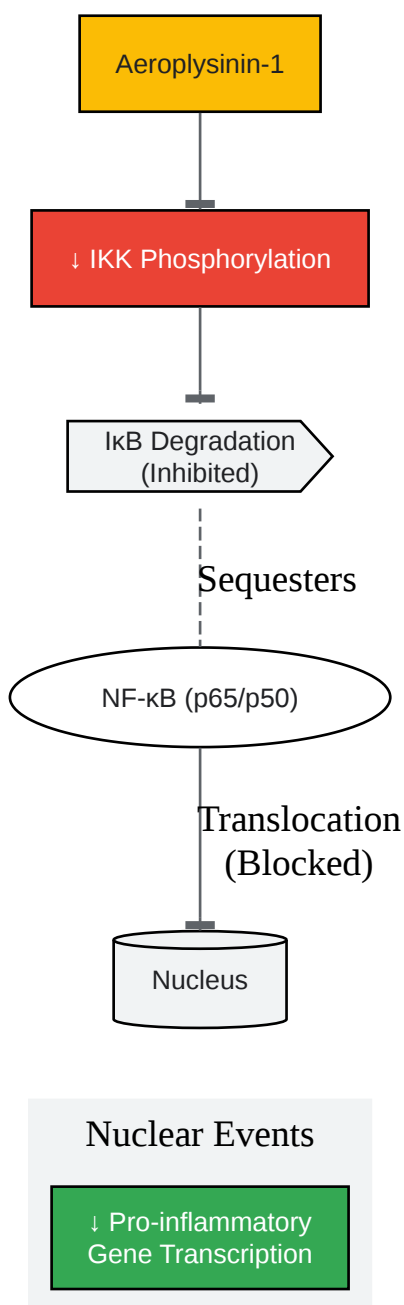 Aeroplysinin-1
↓ IKK Phosphorylation
IκB Degradation
(Inhibited)
Sequesters
NF-κB (p65/p50)
Translocation
(Blocked)
Nucleus
Nuclear Events
↓ Pro-inflammatory
Gene Transcription